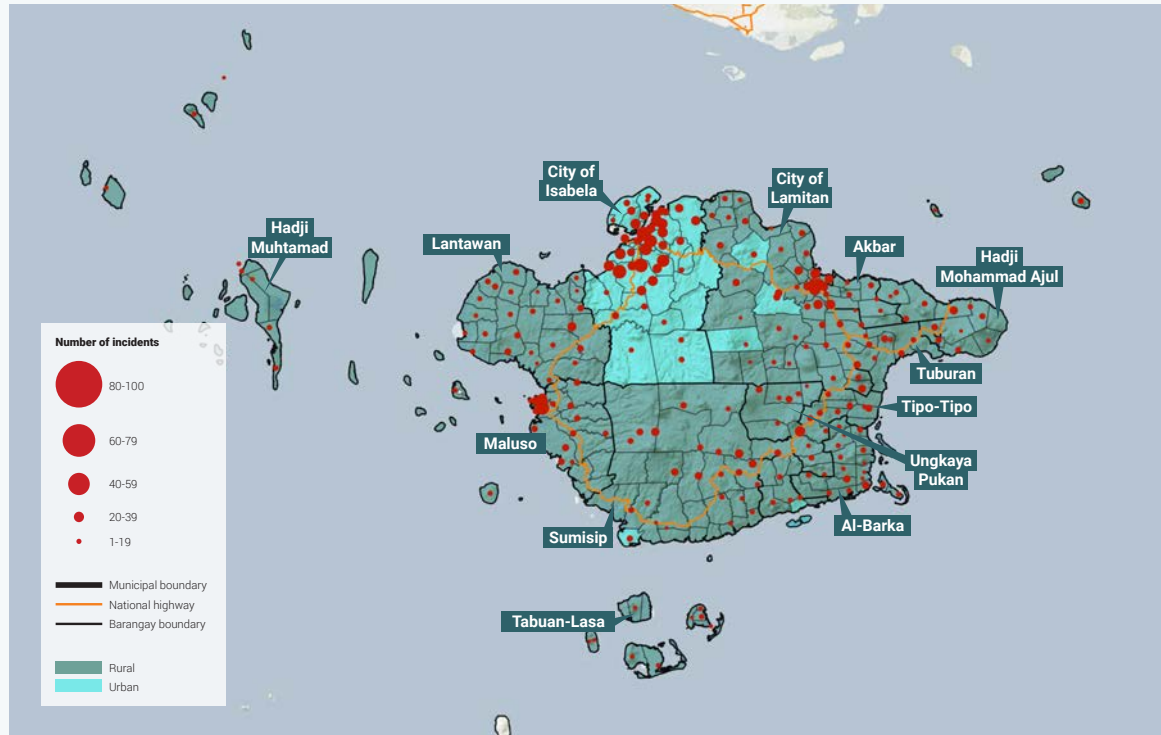 City of
Isabela
City of
Lamitan
Hadji
Muhtamad
Lantawan
Akbar
Hadji
Mohammad Ajul
Number of incidents
80-100
60-79
40-59
20-39
1-19
Municipal boundary
National highway
Barangay boundary
Rural
Urban
Tuburan
Tipo-Tipo
Maluso
Ungkaya
Pukan
Al-Barka
Sumisip
Tabuan-Lasa